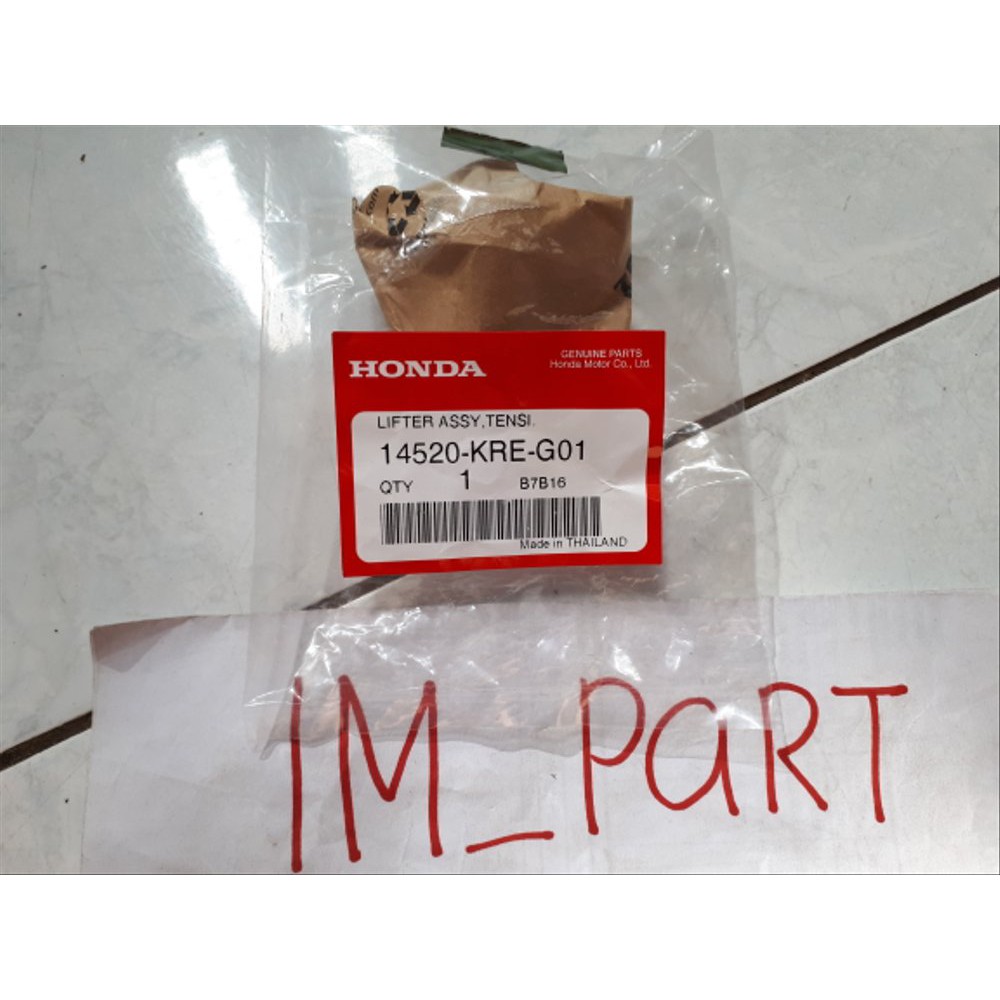 .com
HONDA
GENUINE PARTS
Honda Motor Co., Ltd.
LIFTER ASSY,TENSI.
14520-KRE-G01
QTY 1 B7B16
Made in THAILAND
IM_PART